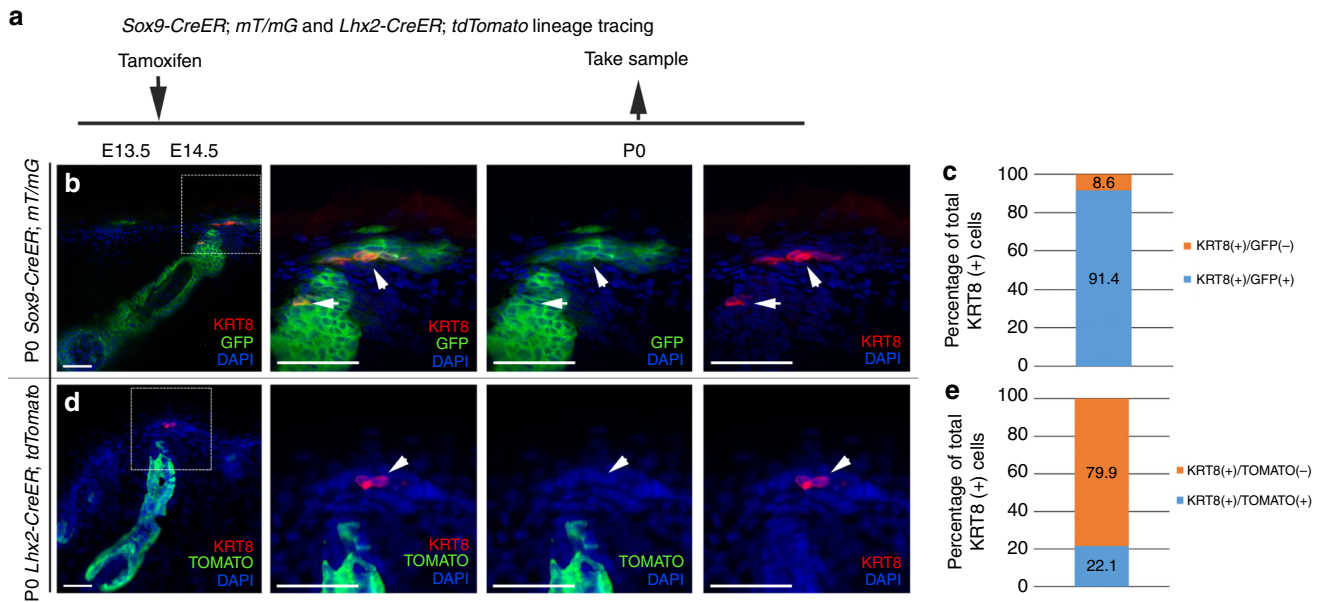 a
Sox9-CreER; mT/mG and Lhx2-CreER; tdTomato lineage tracing
Tamoxifen
Take sample
E13.5 E14.5
P0
P0 Sox9-CreER; mT/mG
b
KRT8
GFP
DAPI
KRT8
GFP
DAPI
GFP
DAPI
KRT8
DAPI
c
Percentage of total
KRT8 (+) cells
100
80
60
40
20
0
8.6
91.4
KRT8(+)/GFP(–)
KRT8(+)/GFP(+)
P0 Lhx2-CreER; tdTomato
d
KRT8
TOMATO
DAPI
KRT8
TOMATO
DAPI
TOMATO
DAPI
KRT8
DAPI
e
Percentage of total
KRT8 (+) cells
100
80
60
40
20
0
79.9
22.1
KRT8(+)/TOMATO(–)
KRT8(+)/TOMATO(+)